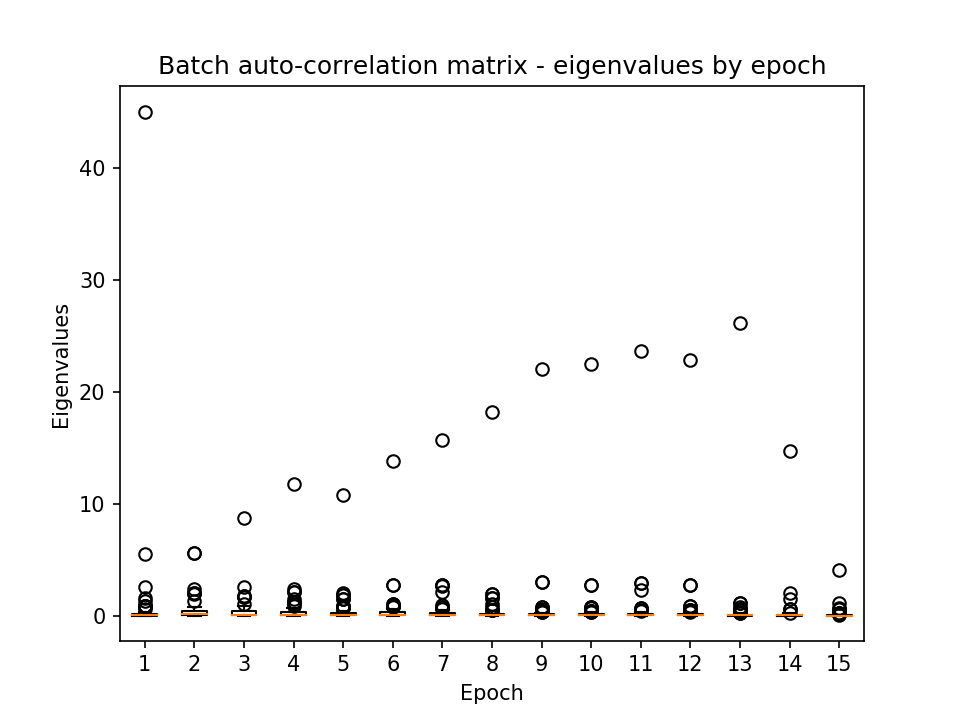 Batch auto-correlation matrix - eigenvalues by epoch
Eigenvalues
40
30
20
10
0
1 2 3 4 5 6 7 8 9 10 11 12 13 14 15
Epoch